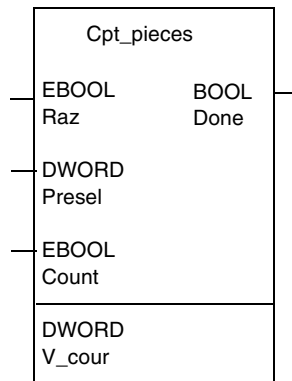 Cpt_pieces
EBOOL BOOL
Raz Done
DWORD
Presel
EBOOL
Count
DWORD
V_cour